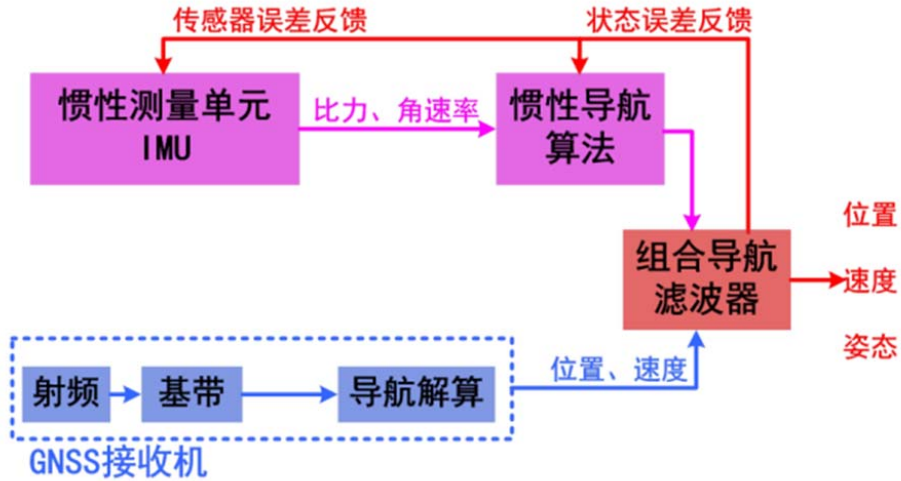 传感器误差反馈
状态误差反馈
惯性测量单元
IMU
比力、角速率
惯性导航
算法
组合导航
滤波器
位置
速度
姿态
射频
基带
导航解算
位置、速度
GNSS接收机